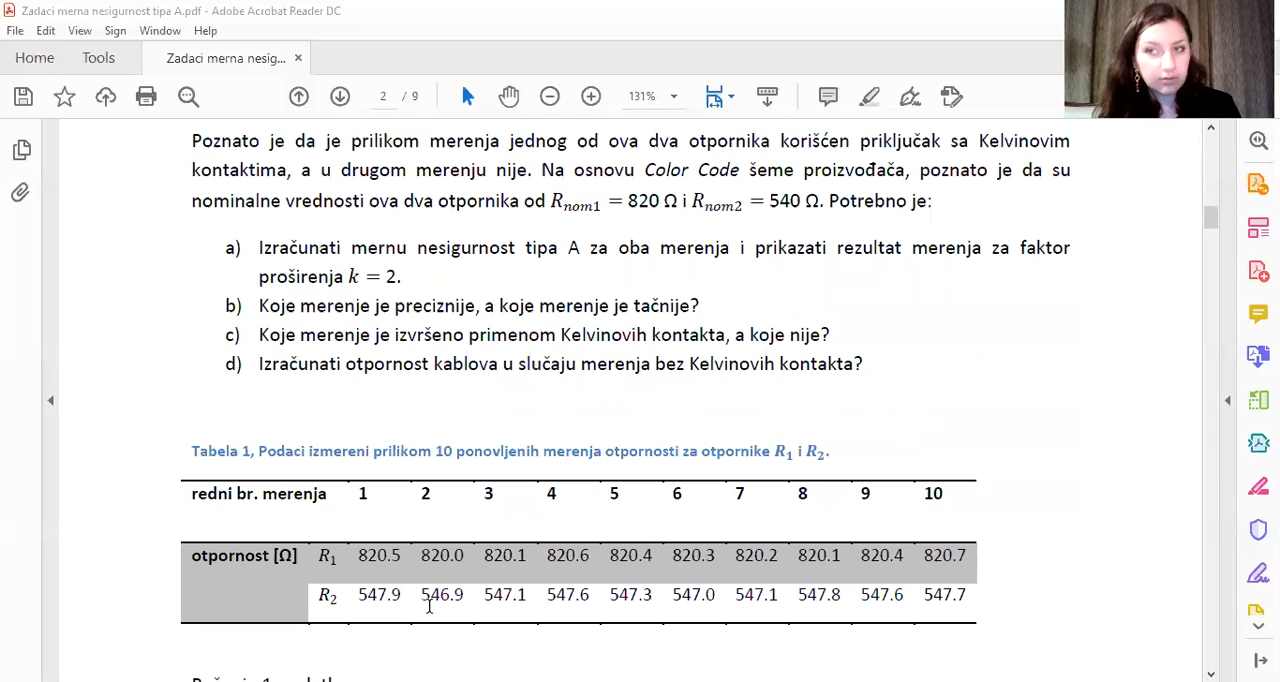 Zadaci merna nesigurnost tipa A.pdf - Adobe Acrobat Reader DC
File Edit View Sign Window Help
Home Tools Zadaci merna nesig... ×
2 / 9 131%
Poznato je da je prilikom merenja jednog od ova dva otpornika korišćen priključak sa Kelvinovim
kontaktima, a u drugom merenju nije. Na osnovu Color Code šeme proizvođača, poznato je da su
nominalne vrednosti ova dva otpornika od Rnom1 = 820 Ω i Rnom2 = 540 Ω. Potrebno je:
a) Izračunati mernu nesigurnost tipa A za oba merenja i prikazati rezultat merenja za faktor
proširenja k = 2.
b) Koje merenje je preciznije, a koje merenje je tačnije?
c) Koje merenje je izvršeno primenom Kelvinovih kontakta, a koje nije?
d) Izračunati otpornost kablova u slučaju merenja bez Kelvinovih kontakta?
Tabela 1, Podaci izmereni prilikom 10 ponovljenih merenja otpornosti za otpornike R1 i R2.
redni br. merenja 1 2 3 4 5 6 7 8 9 10
otpornost [Ω] R1 820.5 820.0 820.1 820.6 820.4 820.3 820.2 820.1 820.4 820.7
R2 547.9 546.9 547.1 547.6 547.3 547.0 547.1 547.8 547.6 547.7